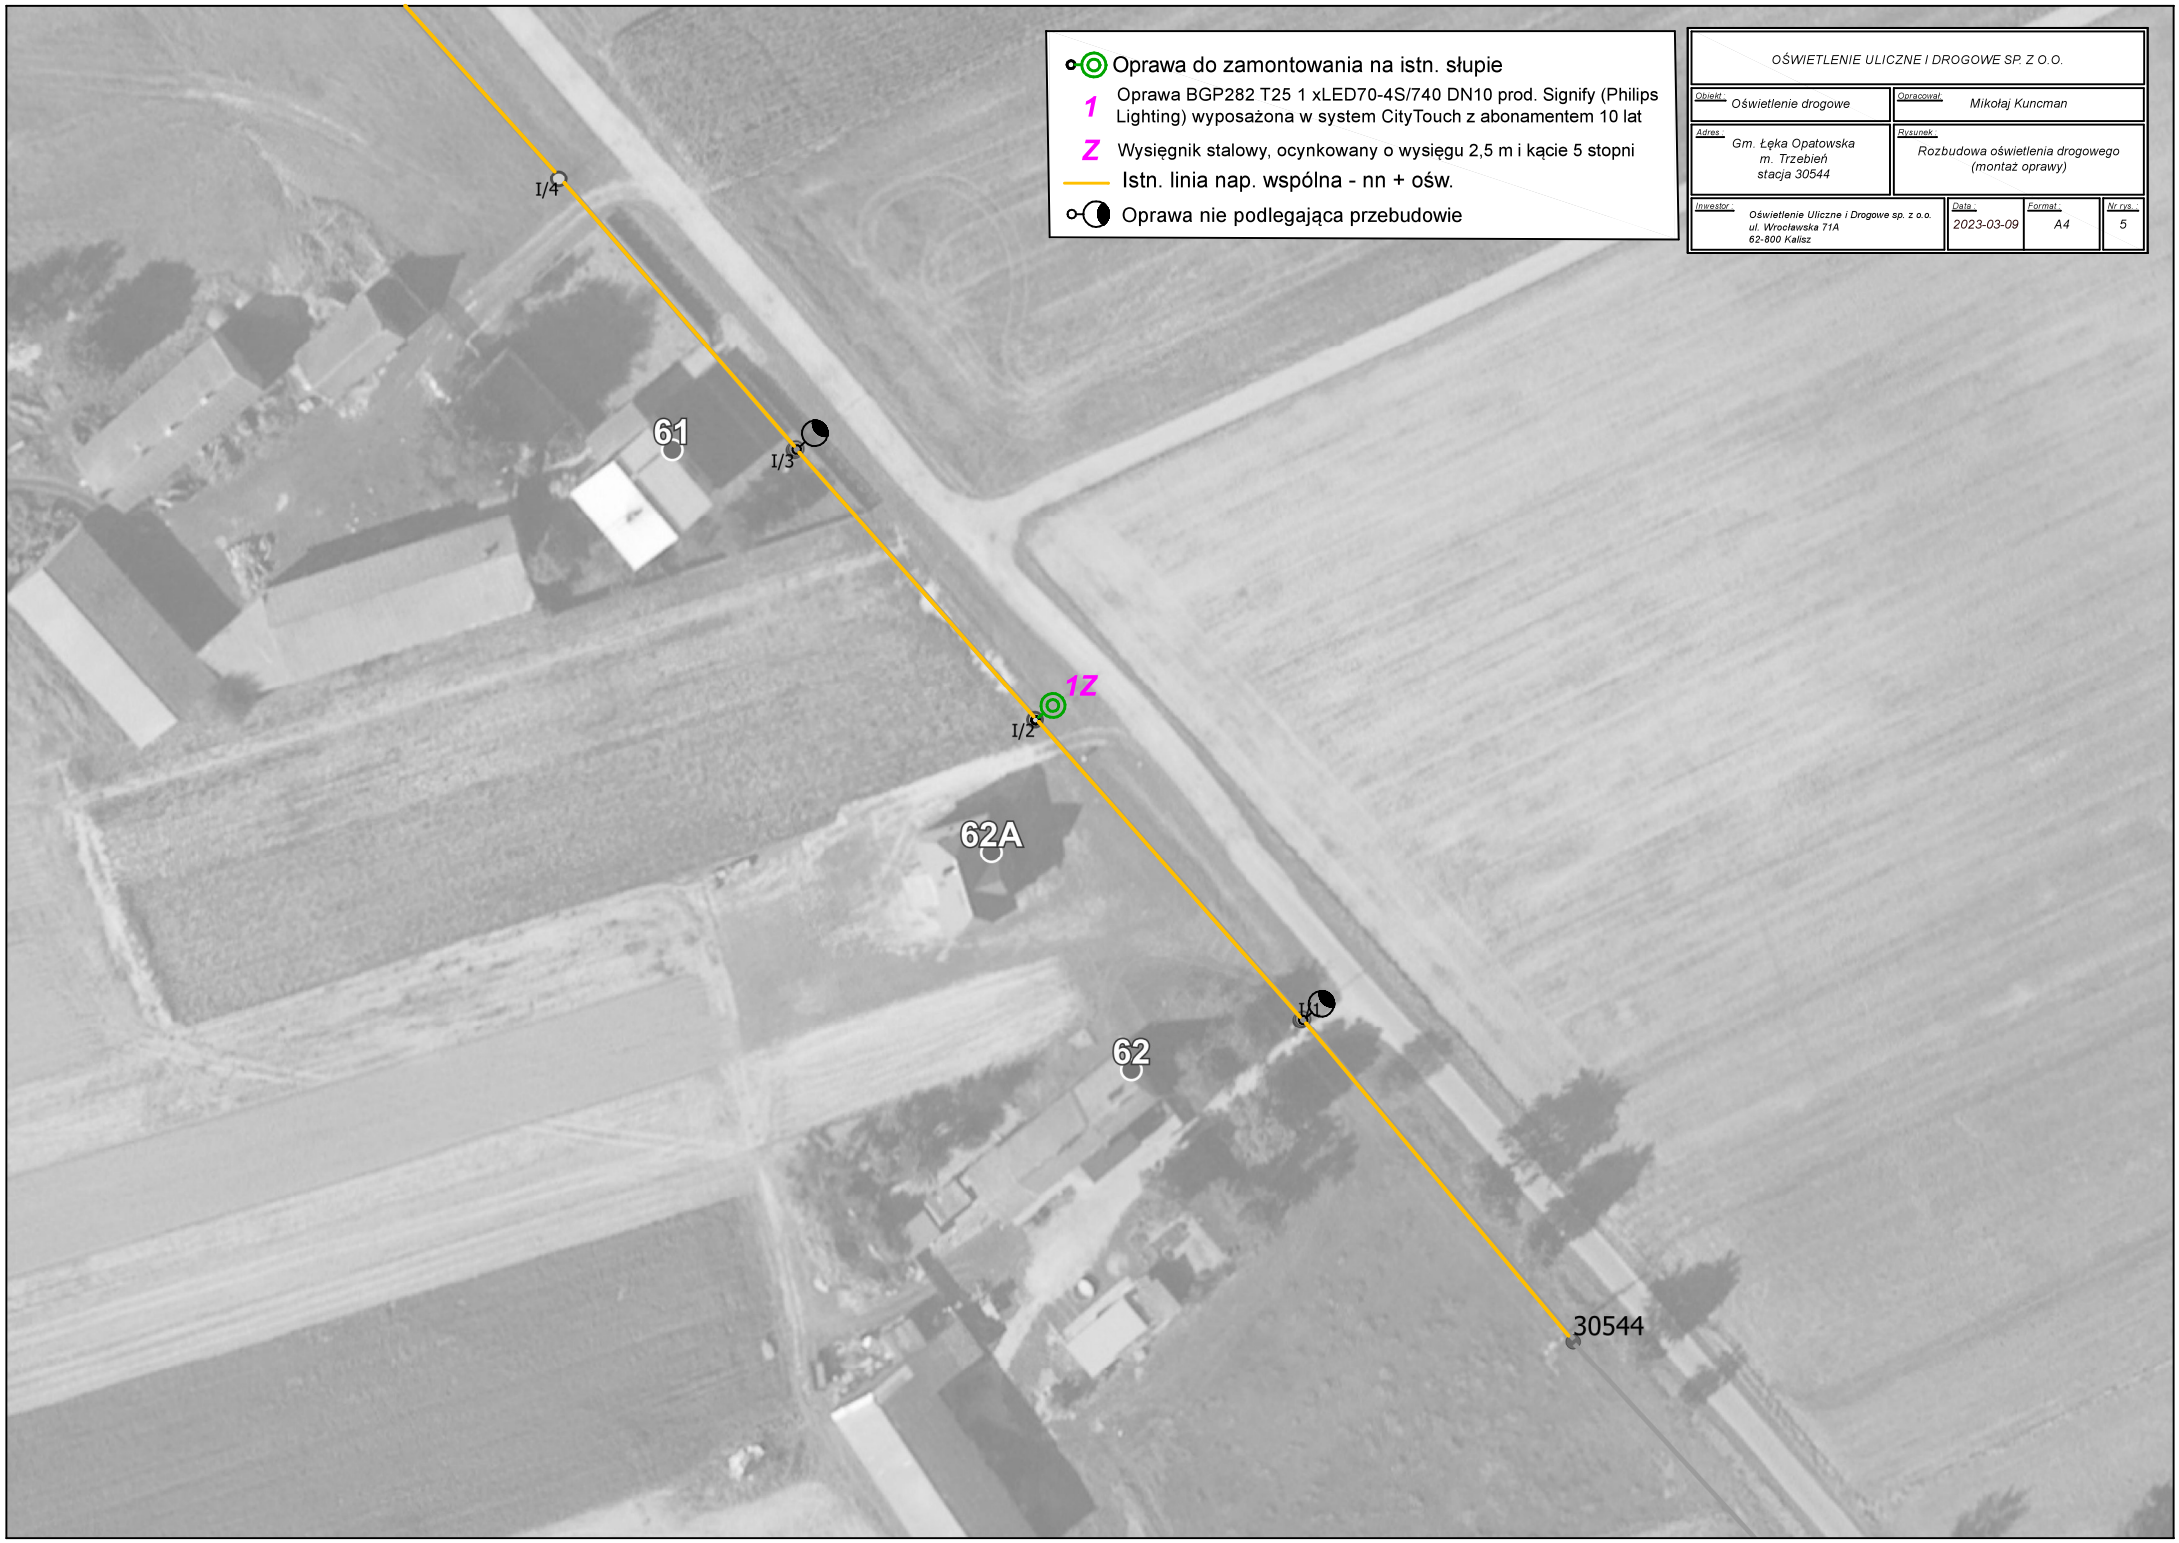 Oprawa do zamontowania na istn. słupie
1 Oprawa BGP282 T25 1 xLED70-4S/740 DN10 prod. Signify (Philips
Lighting) wyposażona w system CityTouch z abonamentem 10 lat
Z Wysięgnik stalowy, ocynkowany o wysięgu 2,5 m i kącie 5 stopni
Istn. linia nap. wspólna - nn + ośw.
Oprawa nie podlegająca przebudowie
OŚWIETLENIE ULICZNE I DROGOWE SP. Z O.O.
Obiekt : Oświetlenie drogowe
Opracował: Mikołaj Kuncman
Adres : Gm. Łęka Opatowska
m. Trzebień
stacja 30544
Rysunek :
Rozbudowa oświetlenia drogowego
(montaż oprawy)
Inwestor :
Oświetlenie Uliczne i Drogowe sp. z o.o.
ul. Wrocławska 71A
62-800 Kalisz
Data :
2023-03-09
Format :
A4
Nr rys. :
5
I/4
61
I/3
1Z
I/2
62A
I/1
62
30544